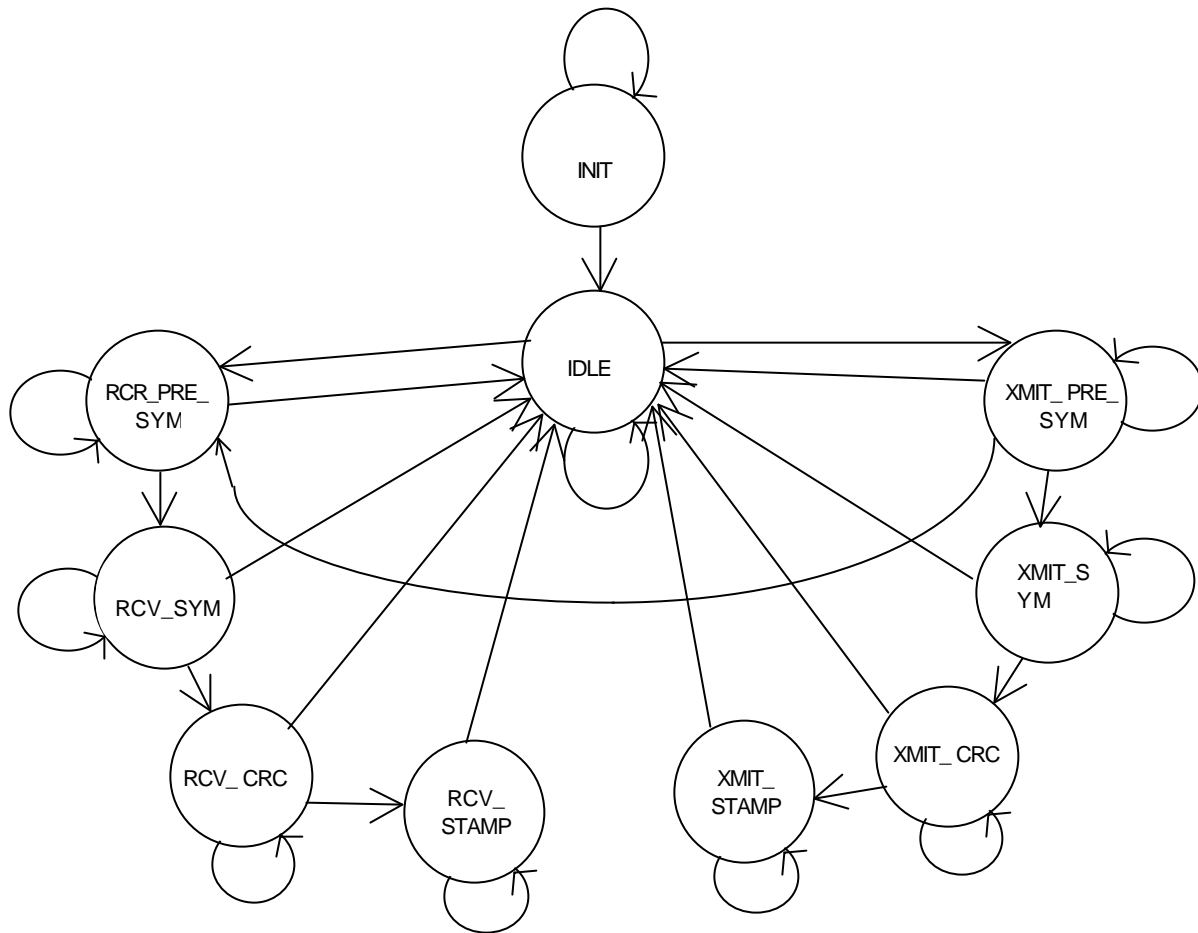 INIT
IDLE
RCR_PRE_
SYM
XMIT_ PRE_
SYM
RCV_SYM
XMIT_S
YM
RCV_ CRC
RCV_
STAMP
XMIT_
STAMP
XMIT_ CRC